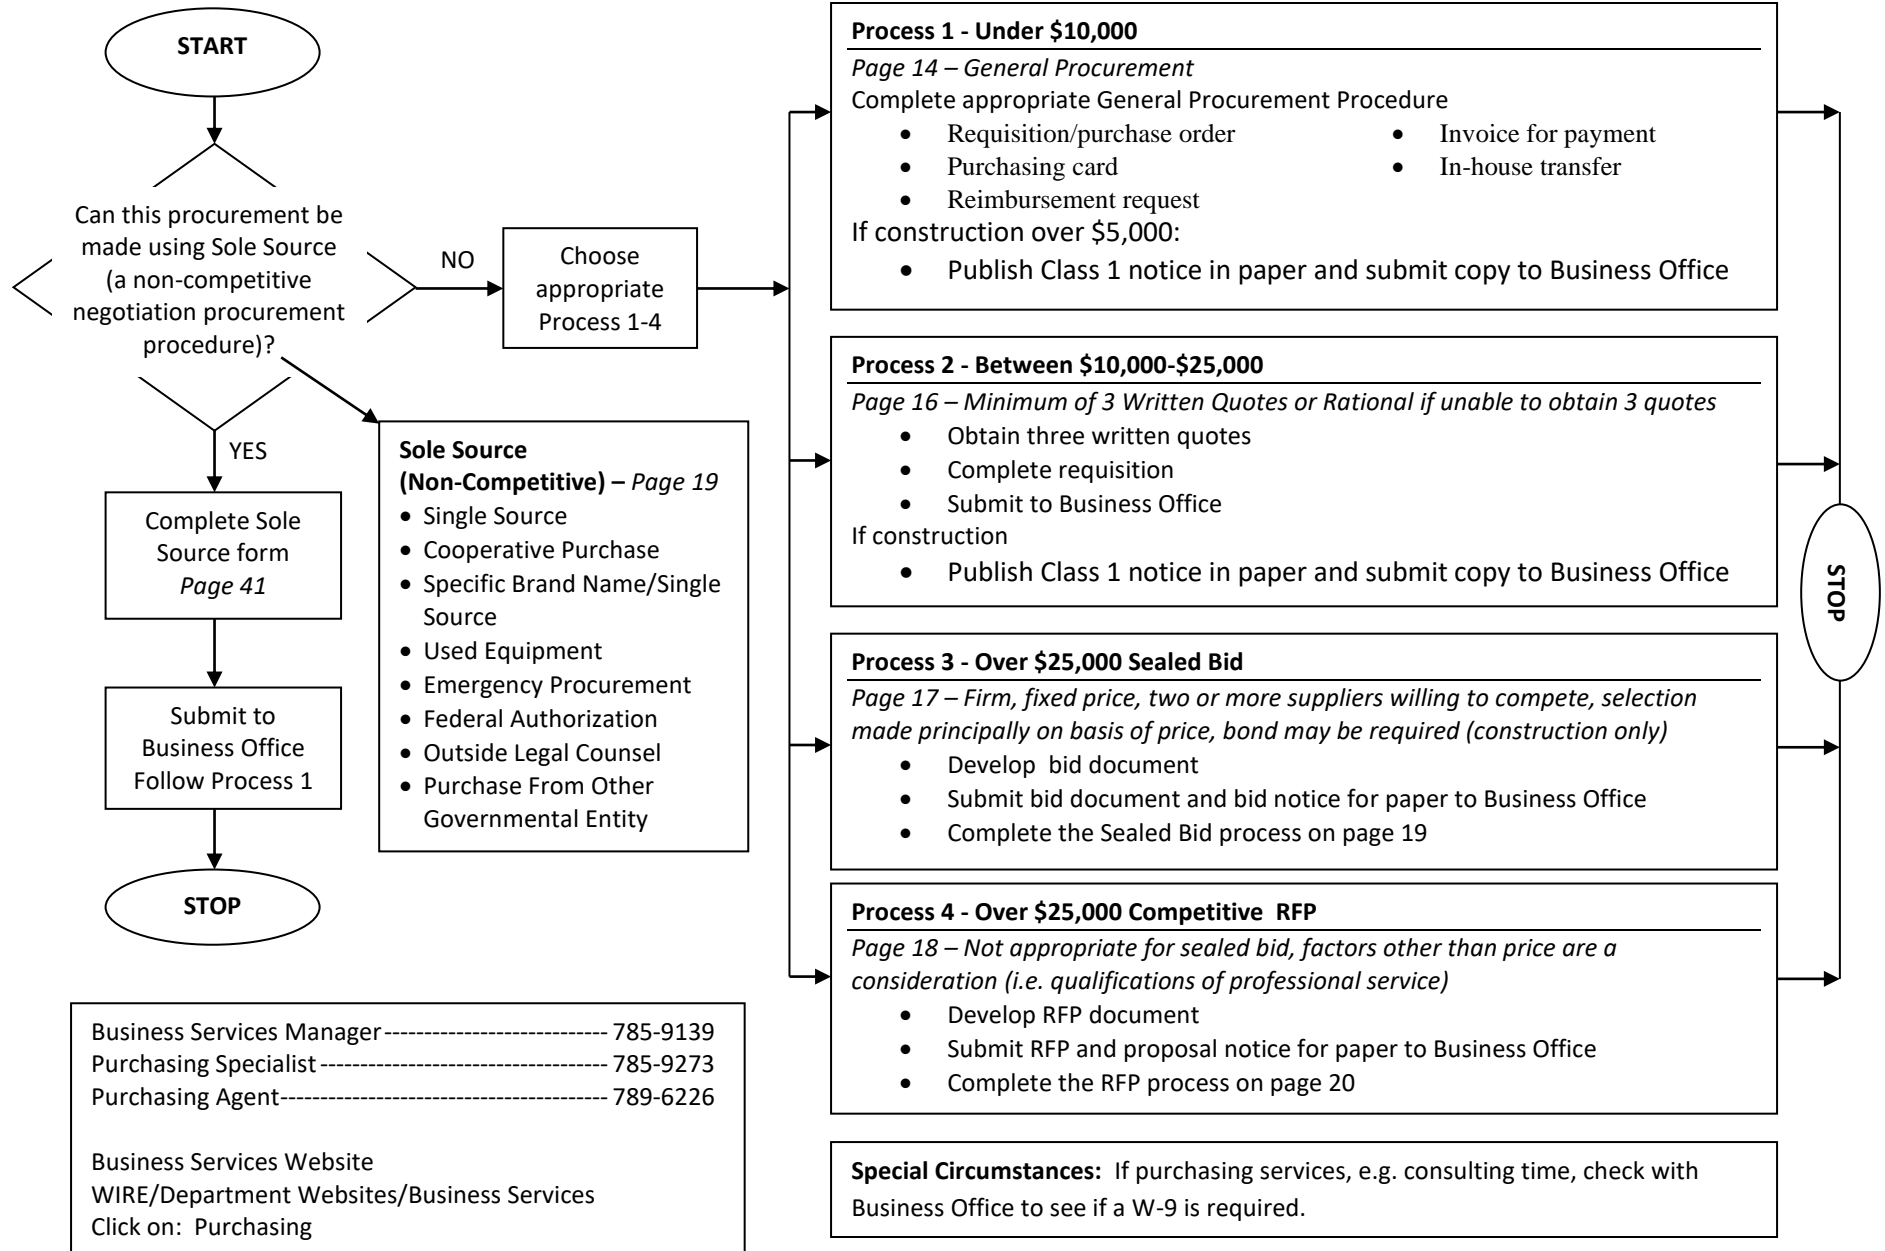 START
Can this procurement be
made using Sole Source
(a non-competitive
negotiation procurement
procedure)?
NO
YES
Choose
appropriate
Process 1-4
Complete Sole
Source form
Page 41
Submit to
Business Office
Follow Process 1
STOP
Sole Source
(Non-Competitive) – Page 19
• Single Source
• Cooperative Purchase
• Specific Brand Name/Single
Source
• Used Equipment
• Emergency Procurement
• Federal Authorization
• Outside Legal Counsel
• Purchase From Other
Governmental Entity
Business Services Manager---------------------------- 785-9139
Purchasing Specialist ------------------------------------ 785-9273
Purchasing Agent----------------------------------------- 789-6226
Business Services Website
WIRE/Department Websites/Business Services
Click on: Purchasing
Process 1 - Under $10,000
Page 14 – General Procurement
Complete appropriate General Procurement Procedure
• Requisition/purchase order • Invoice for payment
• Purchasing card • In-house transfer
• Reimbursement request
If construction over $5,000:
• Publish Class 1 notice in paper and submit copy to Business Office
Process 2 - Between $10,000-$25,000
Page 16 – Minimum of 3 Written Quotes or Rational if unable to obtain 3 quotes
• Obtain three written quotes
• Complete requisition
• Submit to Business Office
If construction
• Publish Class 1 notice in paper and submit copy to Business Office
Process 3 - Over $25,000 Sealed Bid
Page 17 – Firm, fixed price, two or more suppliers willing to compete, selection
made principally on basis of price, bond may be required (construction only)
• Develop bid document
• Submit bid document and bid notice for paper to Business Office
• Complete the Sealed Bid process on page 19
Process 4 - Over $25,000 Competitive RFP
Page 18 – Not appropriate for sealed bid, factors other than price are a
consideration (i.e. qualifications of professional service)
• Develop RFP document
• Submit RFP and proposal notice for paper to Business Office
• Complete the RFP process on page 20
Special Circumstances: If purchasing services, e.g. consulting time, check with
Business Office to see if a W-9 is required.
STOP